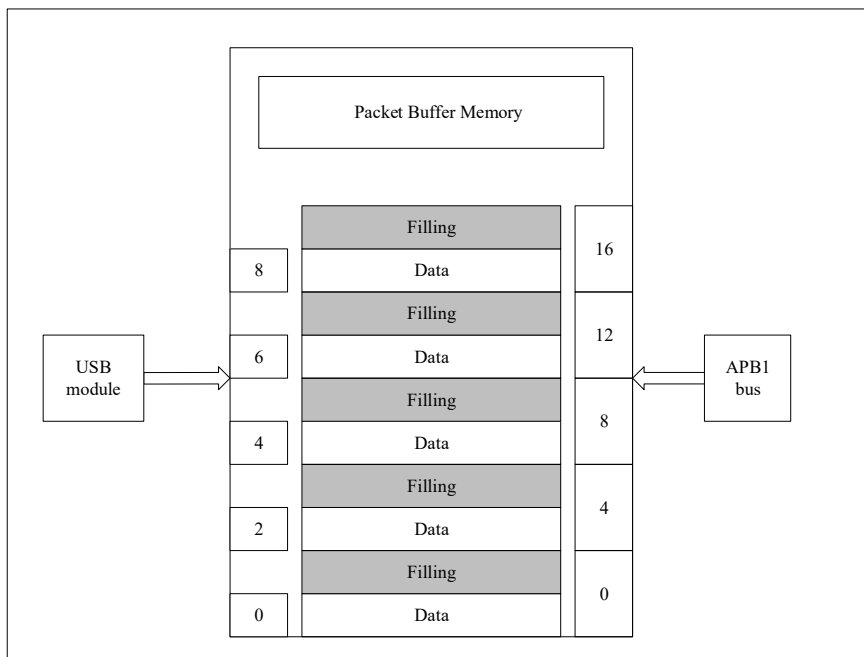 Packet Buffer Memory
Filling
16
8
Data
Filling
12
USB
module
6
Data
APB1
bus
Filling
8
4
Data
Filling
4
2
Data
Filling
0
0
Data